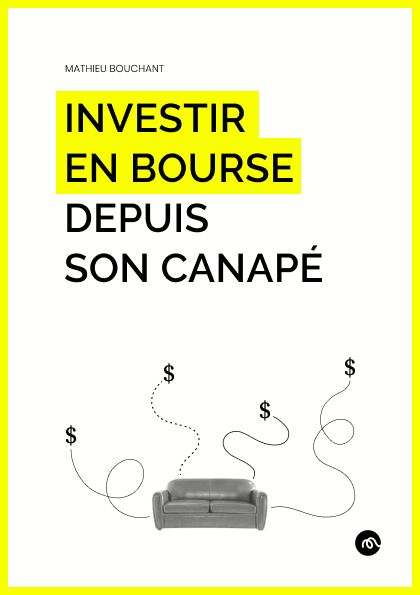 MATHIEU BOUCHANT
INVESTIR
EN BOURSE
DEPUIS
SON CANAPÉ
$
$
$
$